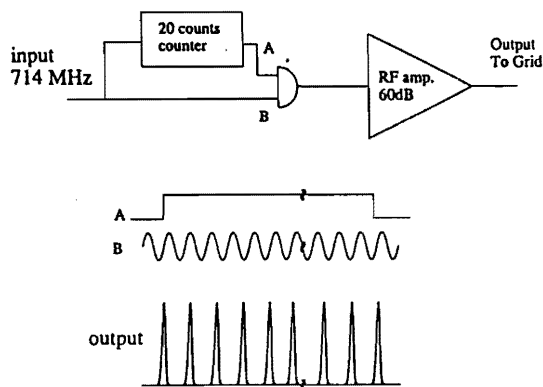 20 counts
counter
A
input
714 MHz
B
RF amp.
60dB
Output
To Grid
A
B
output